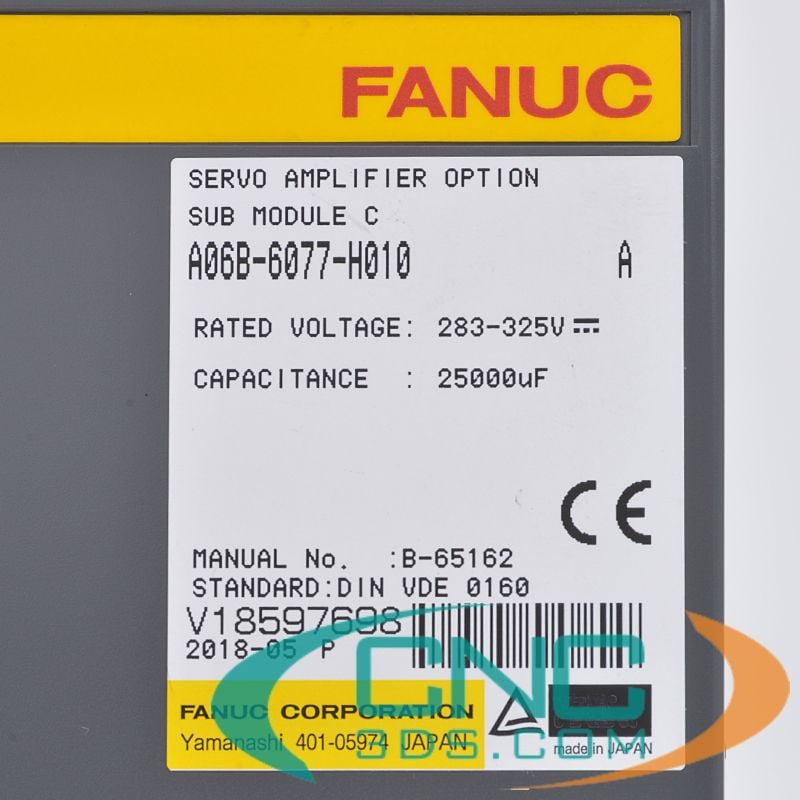 FANUC
SERVO AMPLIFIER OPTION
SUB MODULE C
A06B-6077-H010 A
RATED VOLTAGE: 283-325V
CAPACITANCE : 25000uF
CE
MANUAL No. :B-65162
STANDARD:DIN VDE 0160
V18597698
2018-05 P
FANUC CORPORATION
Yamanashi 401-05974 JAPAN
made in JAPAN
CNC
3DS.COM